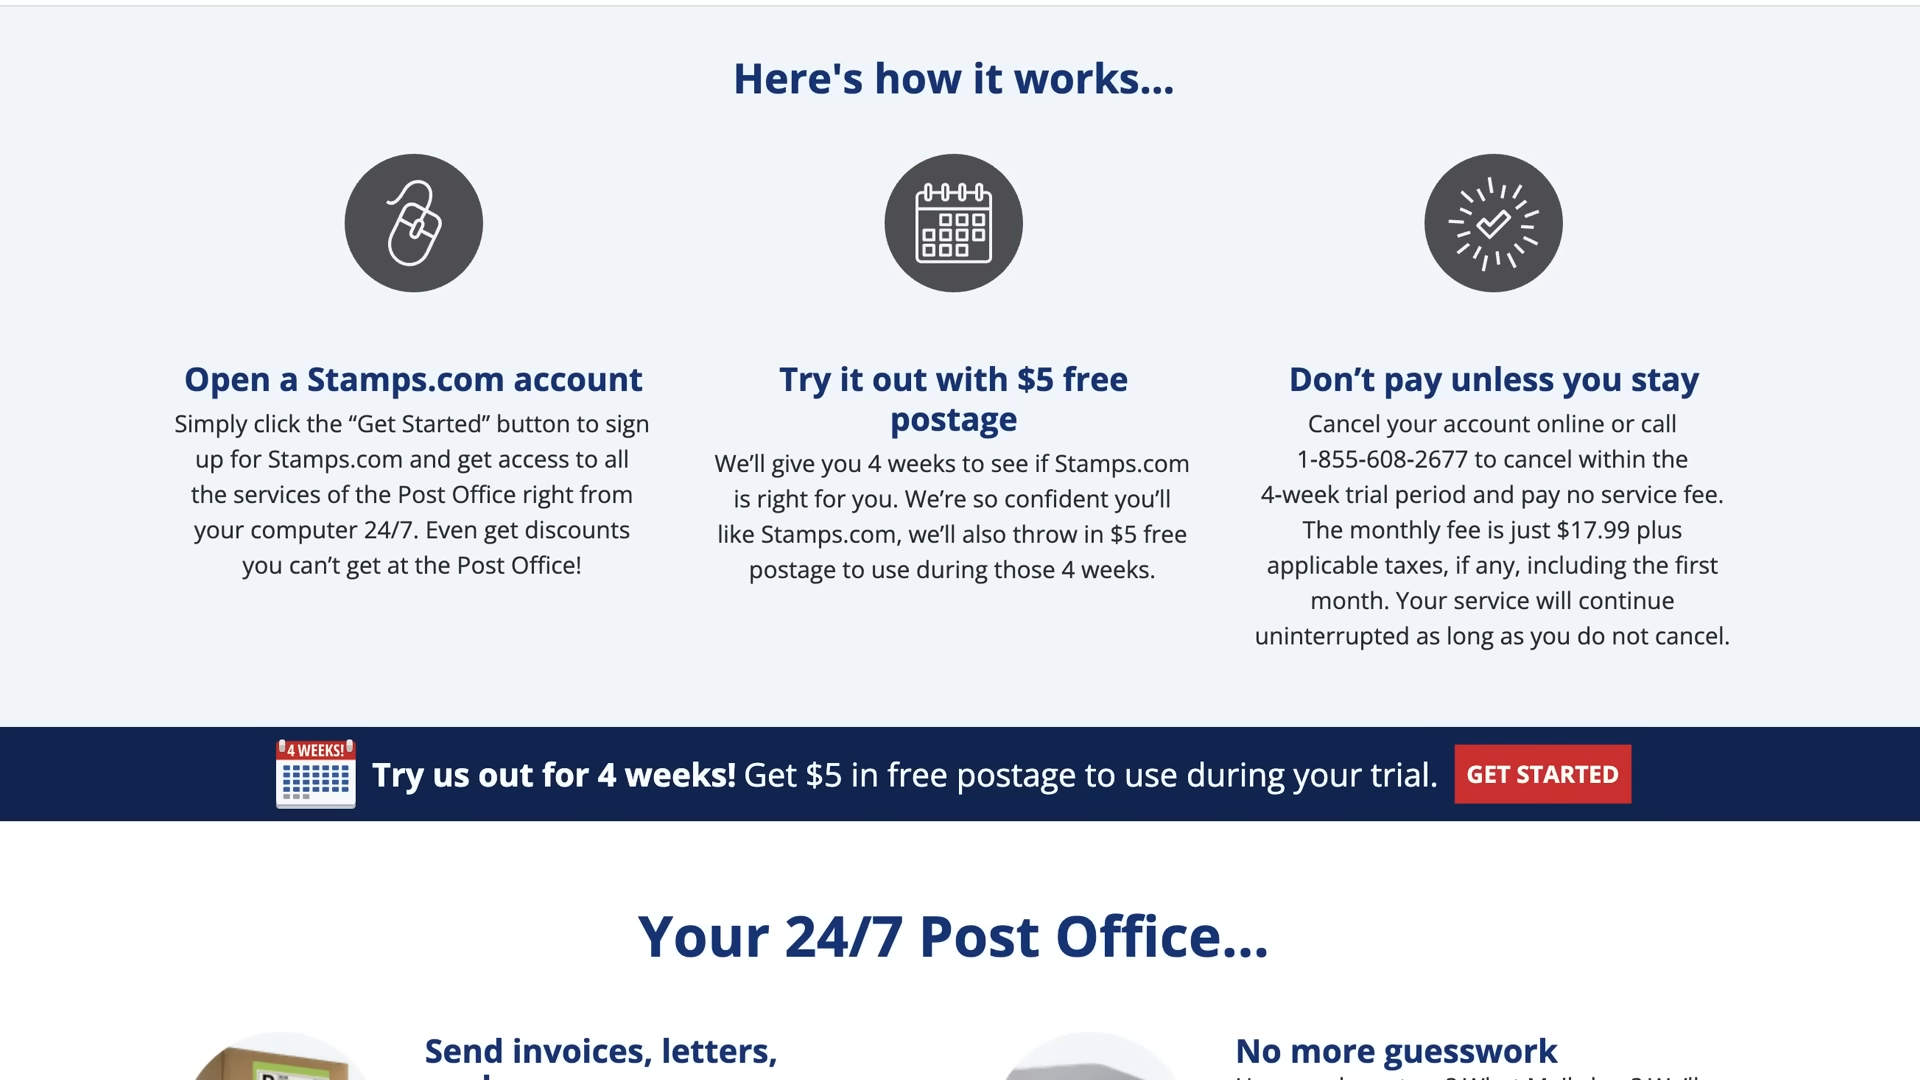 Here's how it works...
Open a Stamps.com account
Simply click the “Get Started” button to sign
up for Stamps.com and get access to all
the services of the Post Office right from
your computer 24/7. Even get discounts
you can’t get at the Post Office!
Try it out with $5 free
postage
We’ll give you 4 weeks to see if Stamps.com
is right for you. We’re so confident you’ll
like Stamps.com, we’ll also throw in $5 free
postage to use during those 4 weeks.
Don’t pay unless you stay
Cancel your account online or call
1-855-608-2677 to cancel within the
4-week trial period and pay no service fee.
The monthly fee is just $17.99 plus
applicable taxes, if any, including the first
month. Your service will continue
uninterrupted as long as you do not cancel.
4 WEEKS!
Try us out for 4 weeks! Get $5 in free postage to use during your trial.
GET STARTED
Your 24/7 Post Office...
Send invoices, letters,
No more guesswork